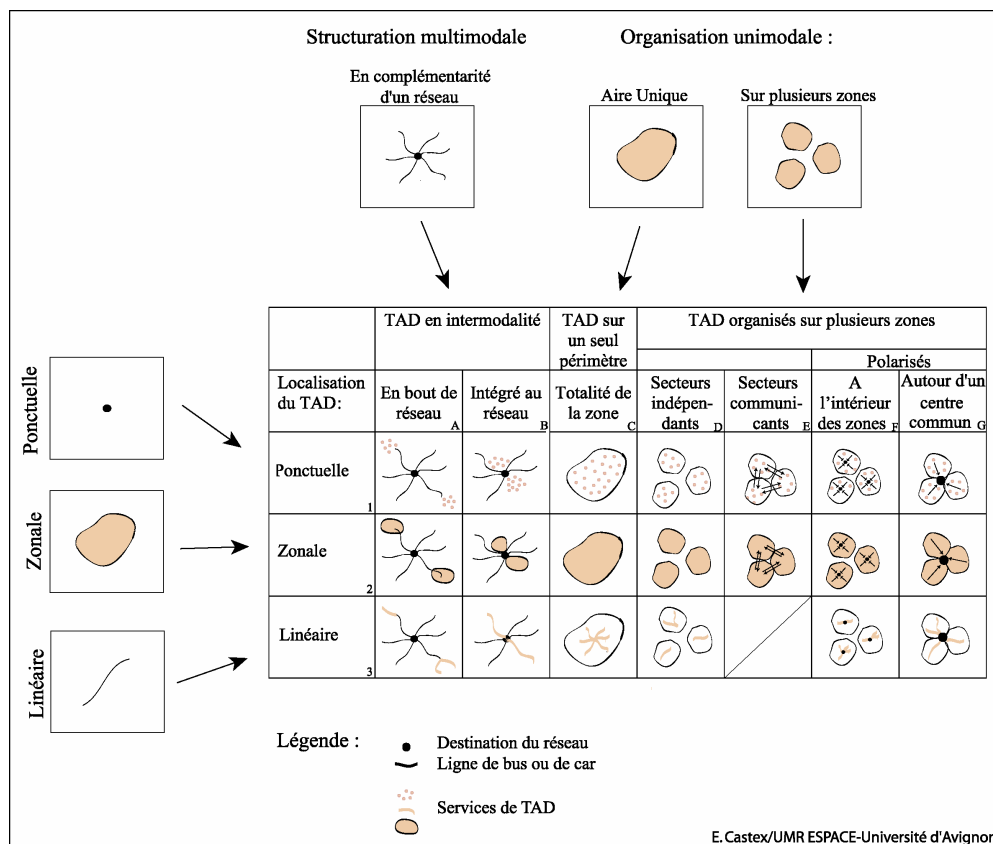 Structuration multimodale
Organisation unimodale :
En complémentarité
d'un réseau
Aire Unique
Sur plusieurs zones
Ponctuelle
Zonale
Linéaire
TAD en intermodalité
TAD sur
un seul
périmètre
TAD organisés sur plusieurs zones
Polarisés
Localisation
du TAD:
En bout de
réseau
A
Intégré au
réseau
B
Totalité de
la zone
C
Secteurs
indépen-
dants
D
Secteurs
communi-
cants
E
A
l'intérieur
des zones
F
Autour d'un
centre
commun
G
Ponctuelle
1
Zonale
2
Linéaire
3
Légende :
Destination du réseau
Ligne de bus ou de car
Services de TAD
E. Castex/UMR ESPACE-Université d'Avignon